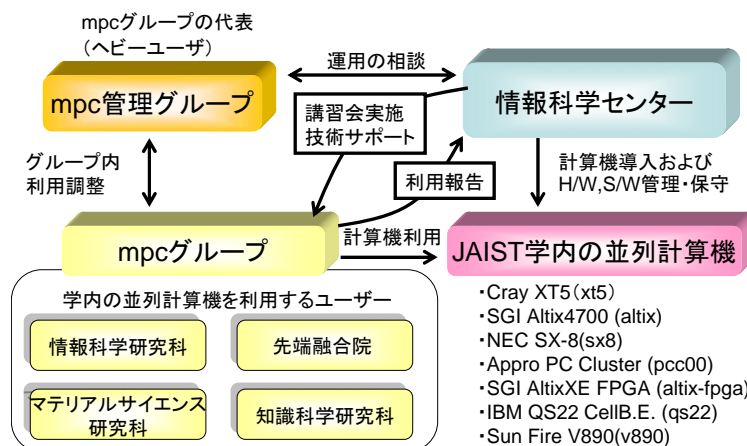 mpcグループの代表
(ヘビーユーザ)
mpc管理グループ
運用の相談
情報科学センター
講習会実施
技術サポート
グループ内
利用調整
利用報告
計算機導入および
H/W,S/W管理・保守
mpcグループ
計算機利用
JAIST学内の並列計算機
学内の並列計算機を利用するユーザー
情報科学研究科
先端融合院
マテリアルサイエンス
研究科
知識科学研究科
・Cray XT5(xt5)
・SGI Altix4700 (altix)
・NEC SX-8(sx8)
・Appro PC Cluster (pcc00)
・SGI AltixXE FPGA (altix-fpga)
・IBM QS22 CellB.E. (qs22)
・Sun Fire V890(v890)